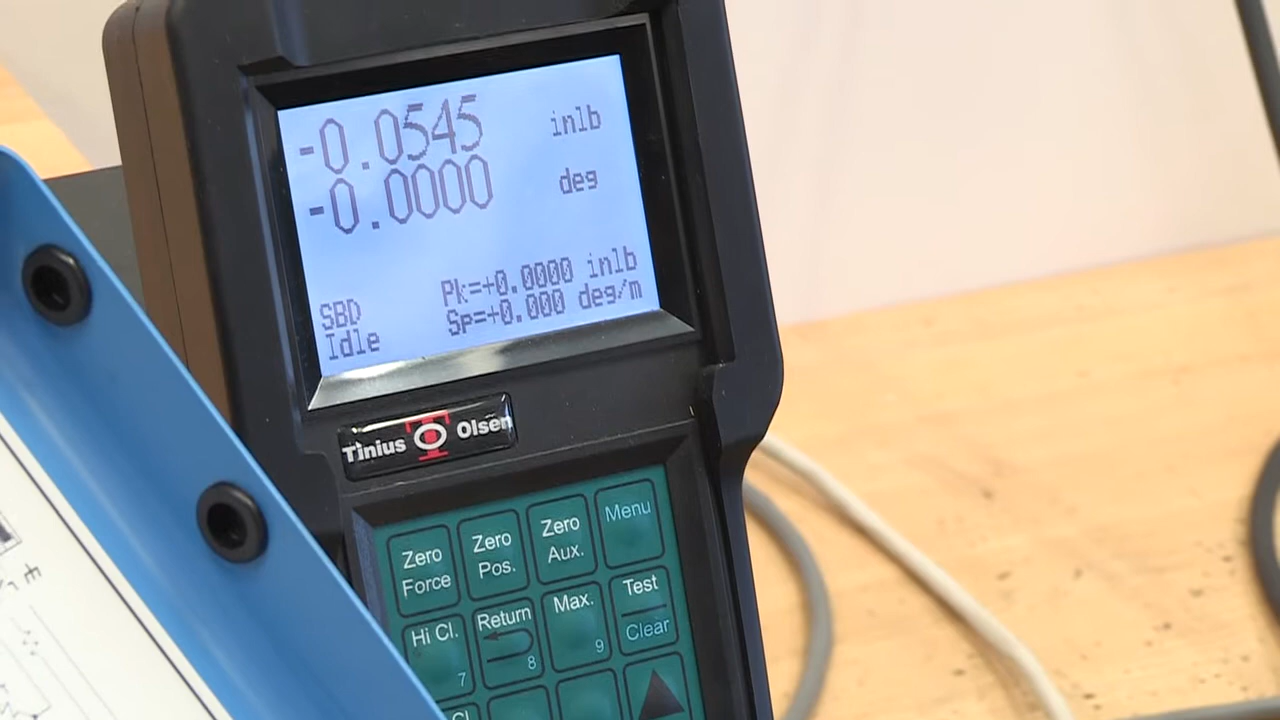 -0.0545 inlb
-0.0000 deg
SBD Pk=+0.0000 inlb
Idle Sp=+0.000 deg/m
Tinius Olsen
Zero Force
Zero Pos.
Zero Aux.
Menu
Hi Cl. 7
Return 8
Max. 9
Test Clear
Cl